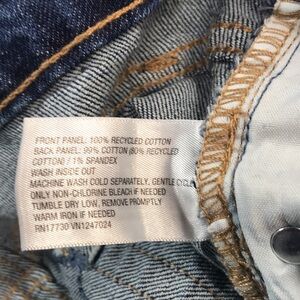 FRONT PANEL: 100% RECYCLED COTTON
BACK PANEL: 99% COTTON (80% RECYCLED
COTTON) / 1% SPANDEX
WASH INSIDE OUT
MACHINE WASH COLD SEPARATELY, GENTLE CYCLE
ONLY NON-CHLORINE BLEACH IF NEEDED
TUMBLE DRY LOW, REMOVE PROMPTLY
WARM IRON IF NEEDED
RN17730 VN1247024